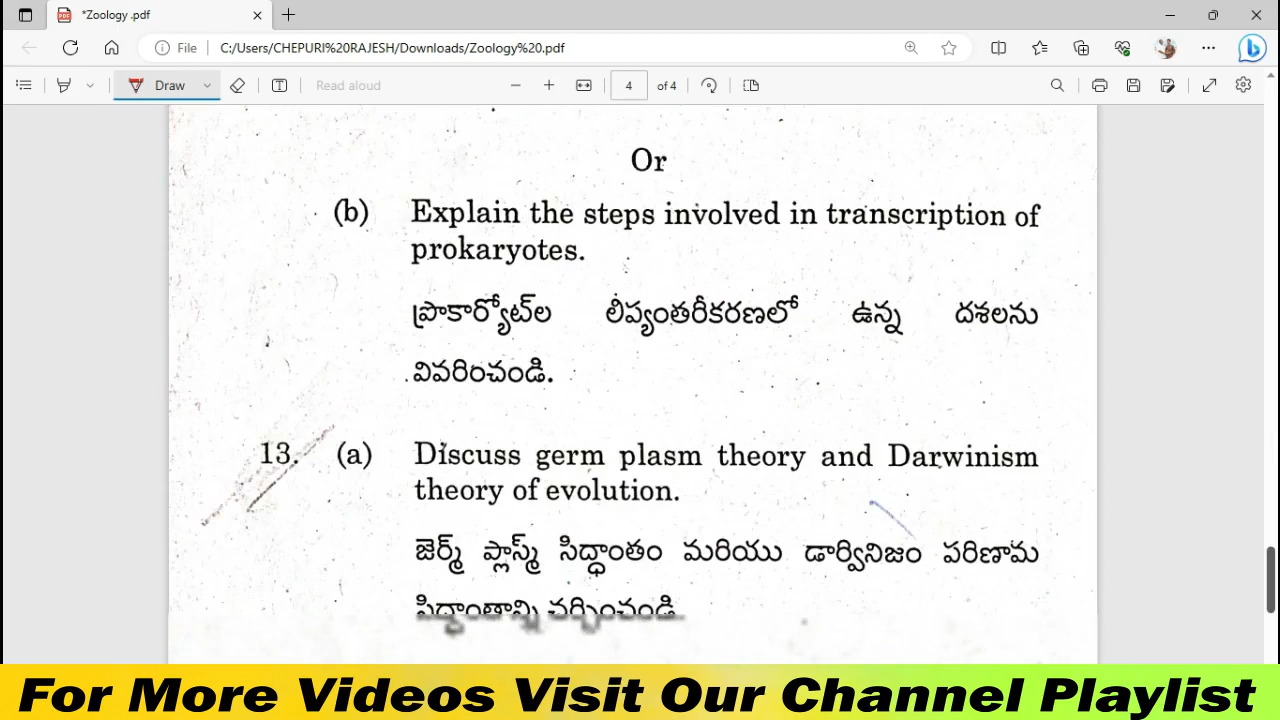 *Zoology .pdf
File C:/Users/CHEPURI%20RAJESH/Downloads/Zoology%20.pdf
Draw Read aloud 4 of 4
Or
(b) Explain the steps involved in transcription of
prokaryotes.
ప్రొకార్యోట్‌ల లిప్యంతరీకరణలో ఉన్న దశలను
వివరించండి.
13. (a) Discuss germ plasm theory and Darwinism
theory of evolution.
జెర్మ్ ప్లాస్మ్ సిద్ధాంతం మరియు డార్వినిజం పరిణామ
సిద్ధాంతాన్ని చర్చించండి.
For More Videos Visit Our Channel Playlist